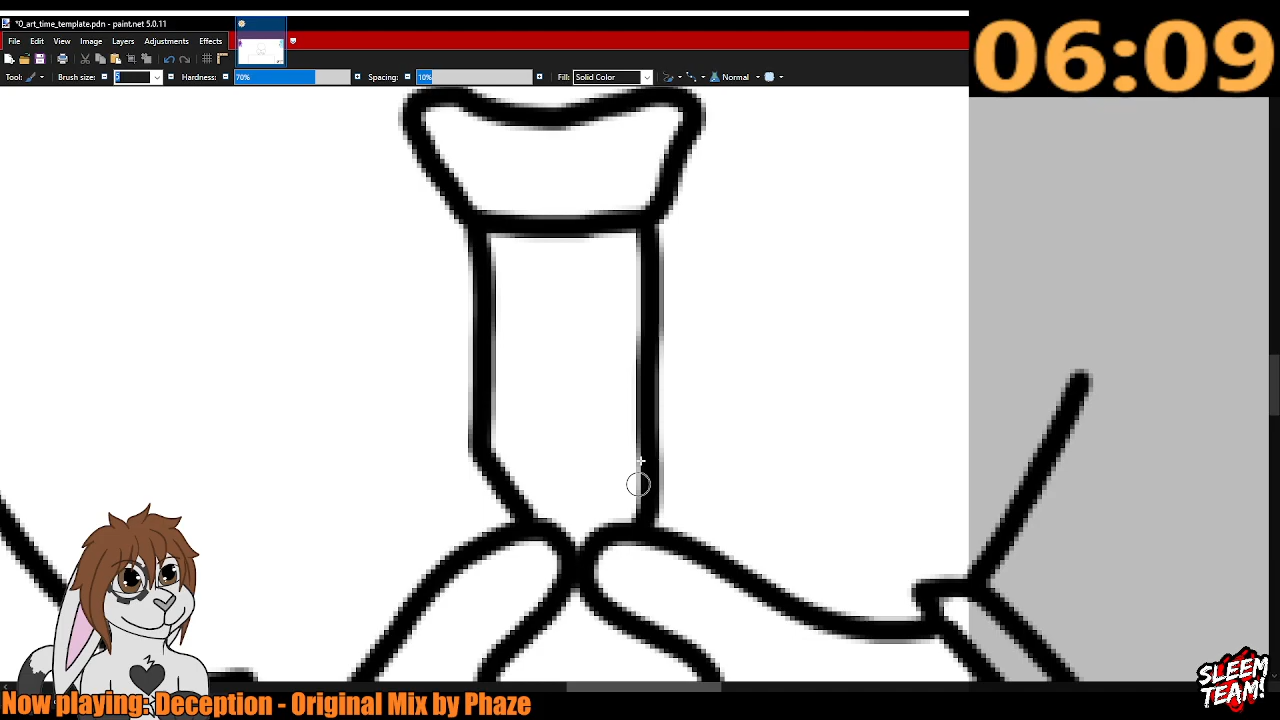 *0_art_time_template.pdn - paint.net 5.0.11
06:09
File Edit View Image Layers Adjustments Effects
Tool: Brush size: 5 Hardness: 70% Spacing: 10% Fill: Solid Color Normal
SLEEM
TEAM!
Now playing: Deception - Original Mix by Phaze